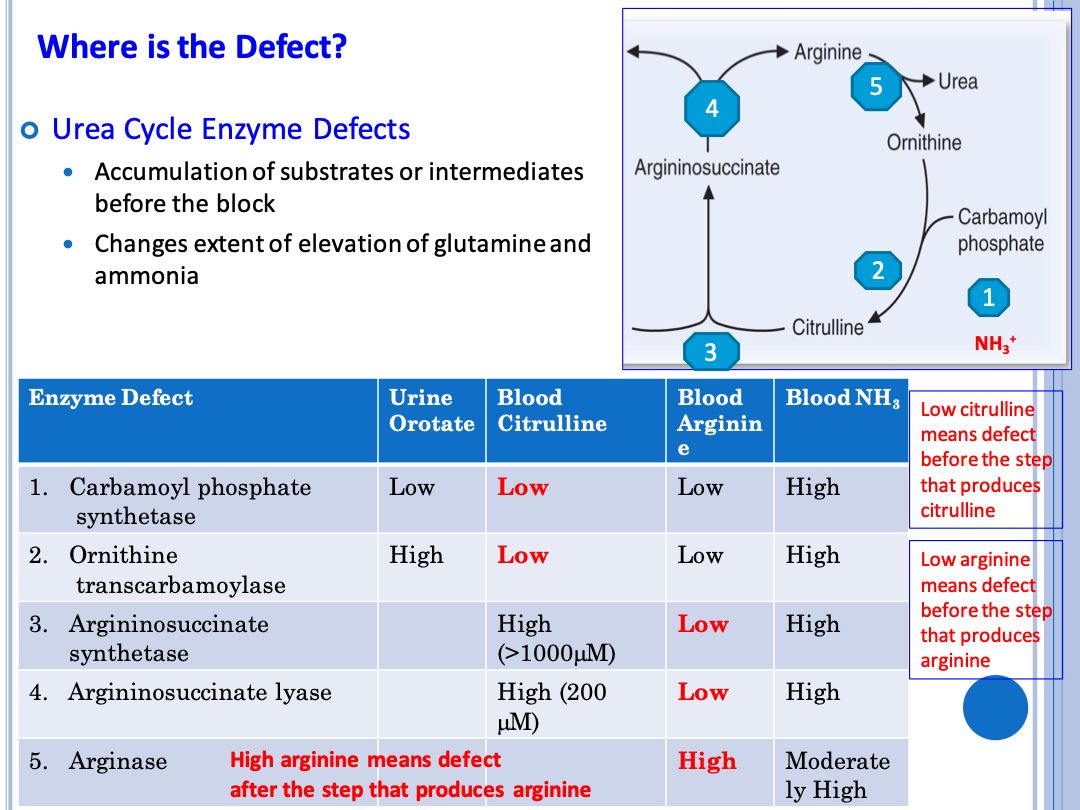 Where is the Defect?
Urea Cycle Enzyme Defects
Accumulation of substrates or intermediates
before the block
Changes extent of elevation of glutamine and
ammonia
Arginine
5
Urea
4
Ornithine
Argininosuccinate
Carbamoyl
phosphate
2
1
Citrulline
NH₃⁺
3
Enzyme Defect
Urine
Orotate
Blood
Citrulline
Blood
Arginin
e
Blood NH₃
1. Carbamoyl phosphate
synthetase
Low
Low
Low
High
2. Ornithine
transcarbamoylase
High
Low
Low
High
3. Argininosuccinate
synthetase
High
(>1000µM)
Low
High
4. Argininosuccinate lyase
High (200
µM)
Low
High
5. Arginase
High arginine means defect
after the step that produces arginine
High
Moderate
ly High
Low citrulline
means defect
before the step
that produces
citrulline
Low arginine
means defect
before the step
that produces
arginine